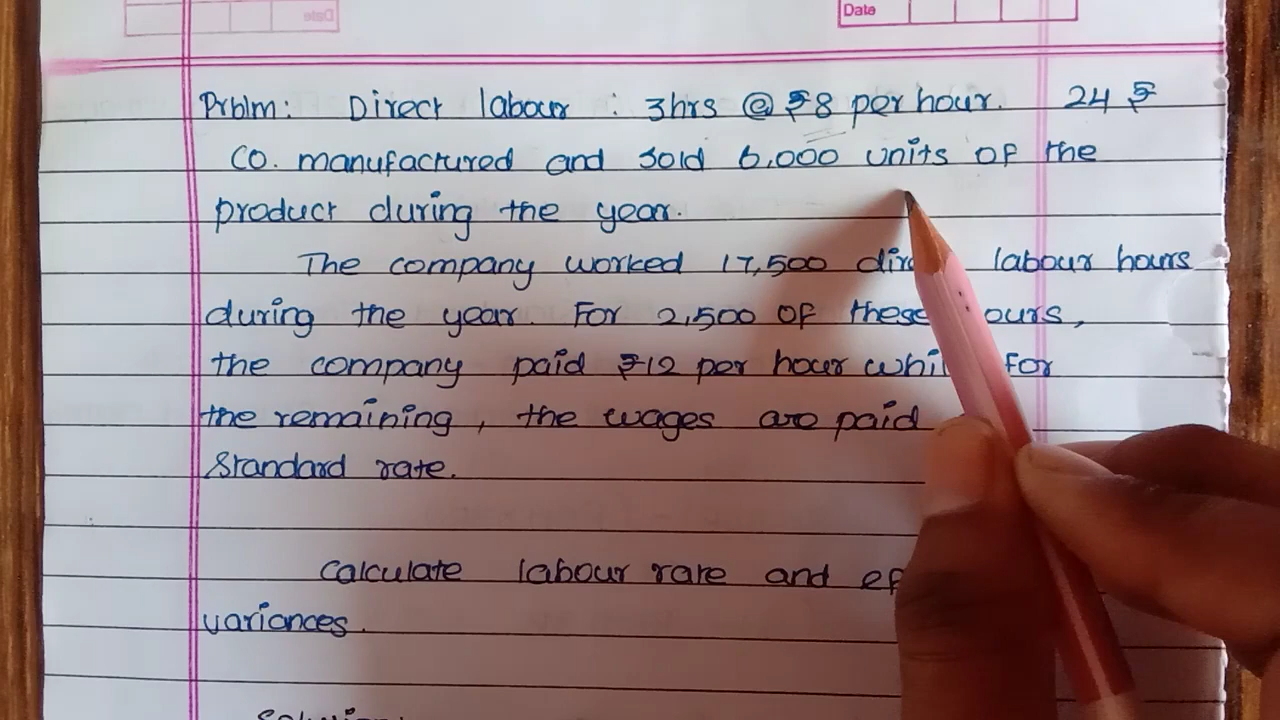 Date
Prblm: Direct labour : 3hrs @ ₹8 per hour. 24 ₹
CO. manufactured and sold 6,000 units of the
product during the year.
The company worked 17,500 labour hours
during the year. For 2,500 of these ours,
the company paid ₹12 per hour for
the remaining, the wages are paid
Standard rate.
Calculate labour rate and
variances.